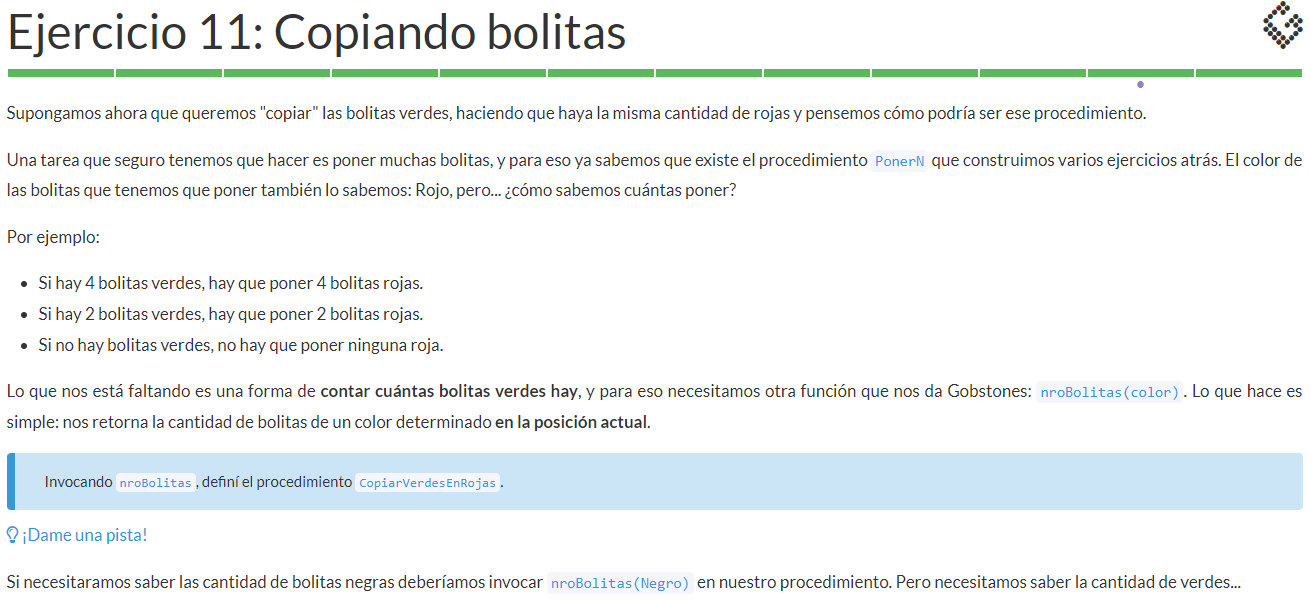 Ejercicio 11: Copiando bolitas
Supongamos ahora que queremos "copiar" las bolitas verdes, haciendo que haya la misma cantidad de rojas y pensemos cómo podría ser ese procedimiento.
Una tarea que seguro tenemos que hacer es poner muchas bolitas, y para eso ya sabemos que existe el procedimiento PonerN que construimos varios ejercicios atrás. El color de
las bolitas que tenemos que poner también lo sabemos: Rojo, pero... ¿cómo sabemos cuántas poner?
Por ejemplo:
• Si hay 4 bolitas verdes, hay que poner 4 bolitas rojas.
• Si hay 2 bolitas verdes, hay que poner 2 bolitas rojas.
• Si no hay bolitas verdes, no hay que poner ninguna roja.
Lo que nos está faltando es una forma de contar cuántas bolitas verdes hay, y para eso necesitamos otra función que nos da Gobstones: nroBolitas(color). Lo que hace es
simple: nos retorna la cantidad de bolitas de un color determinado en la posición actual.
Invocando nroBolitas, definí el procedimiento CopiarVerdesEnRojas.
¡Dame una pista!
Si necesitaramos saber las cantidad de bolitas negras deberíamos invocar nroBolitas(Negro) en nuestro procedimiento. Pero necesitamos saber la cantidad de verdes...